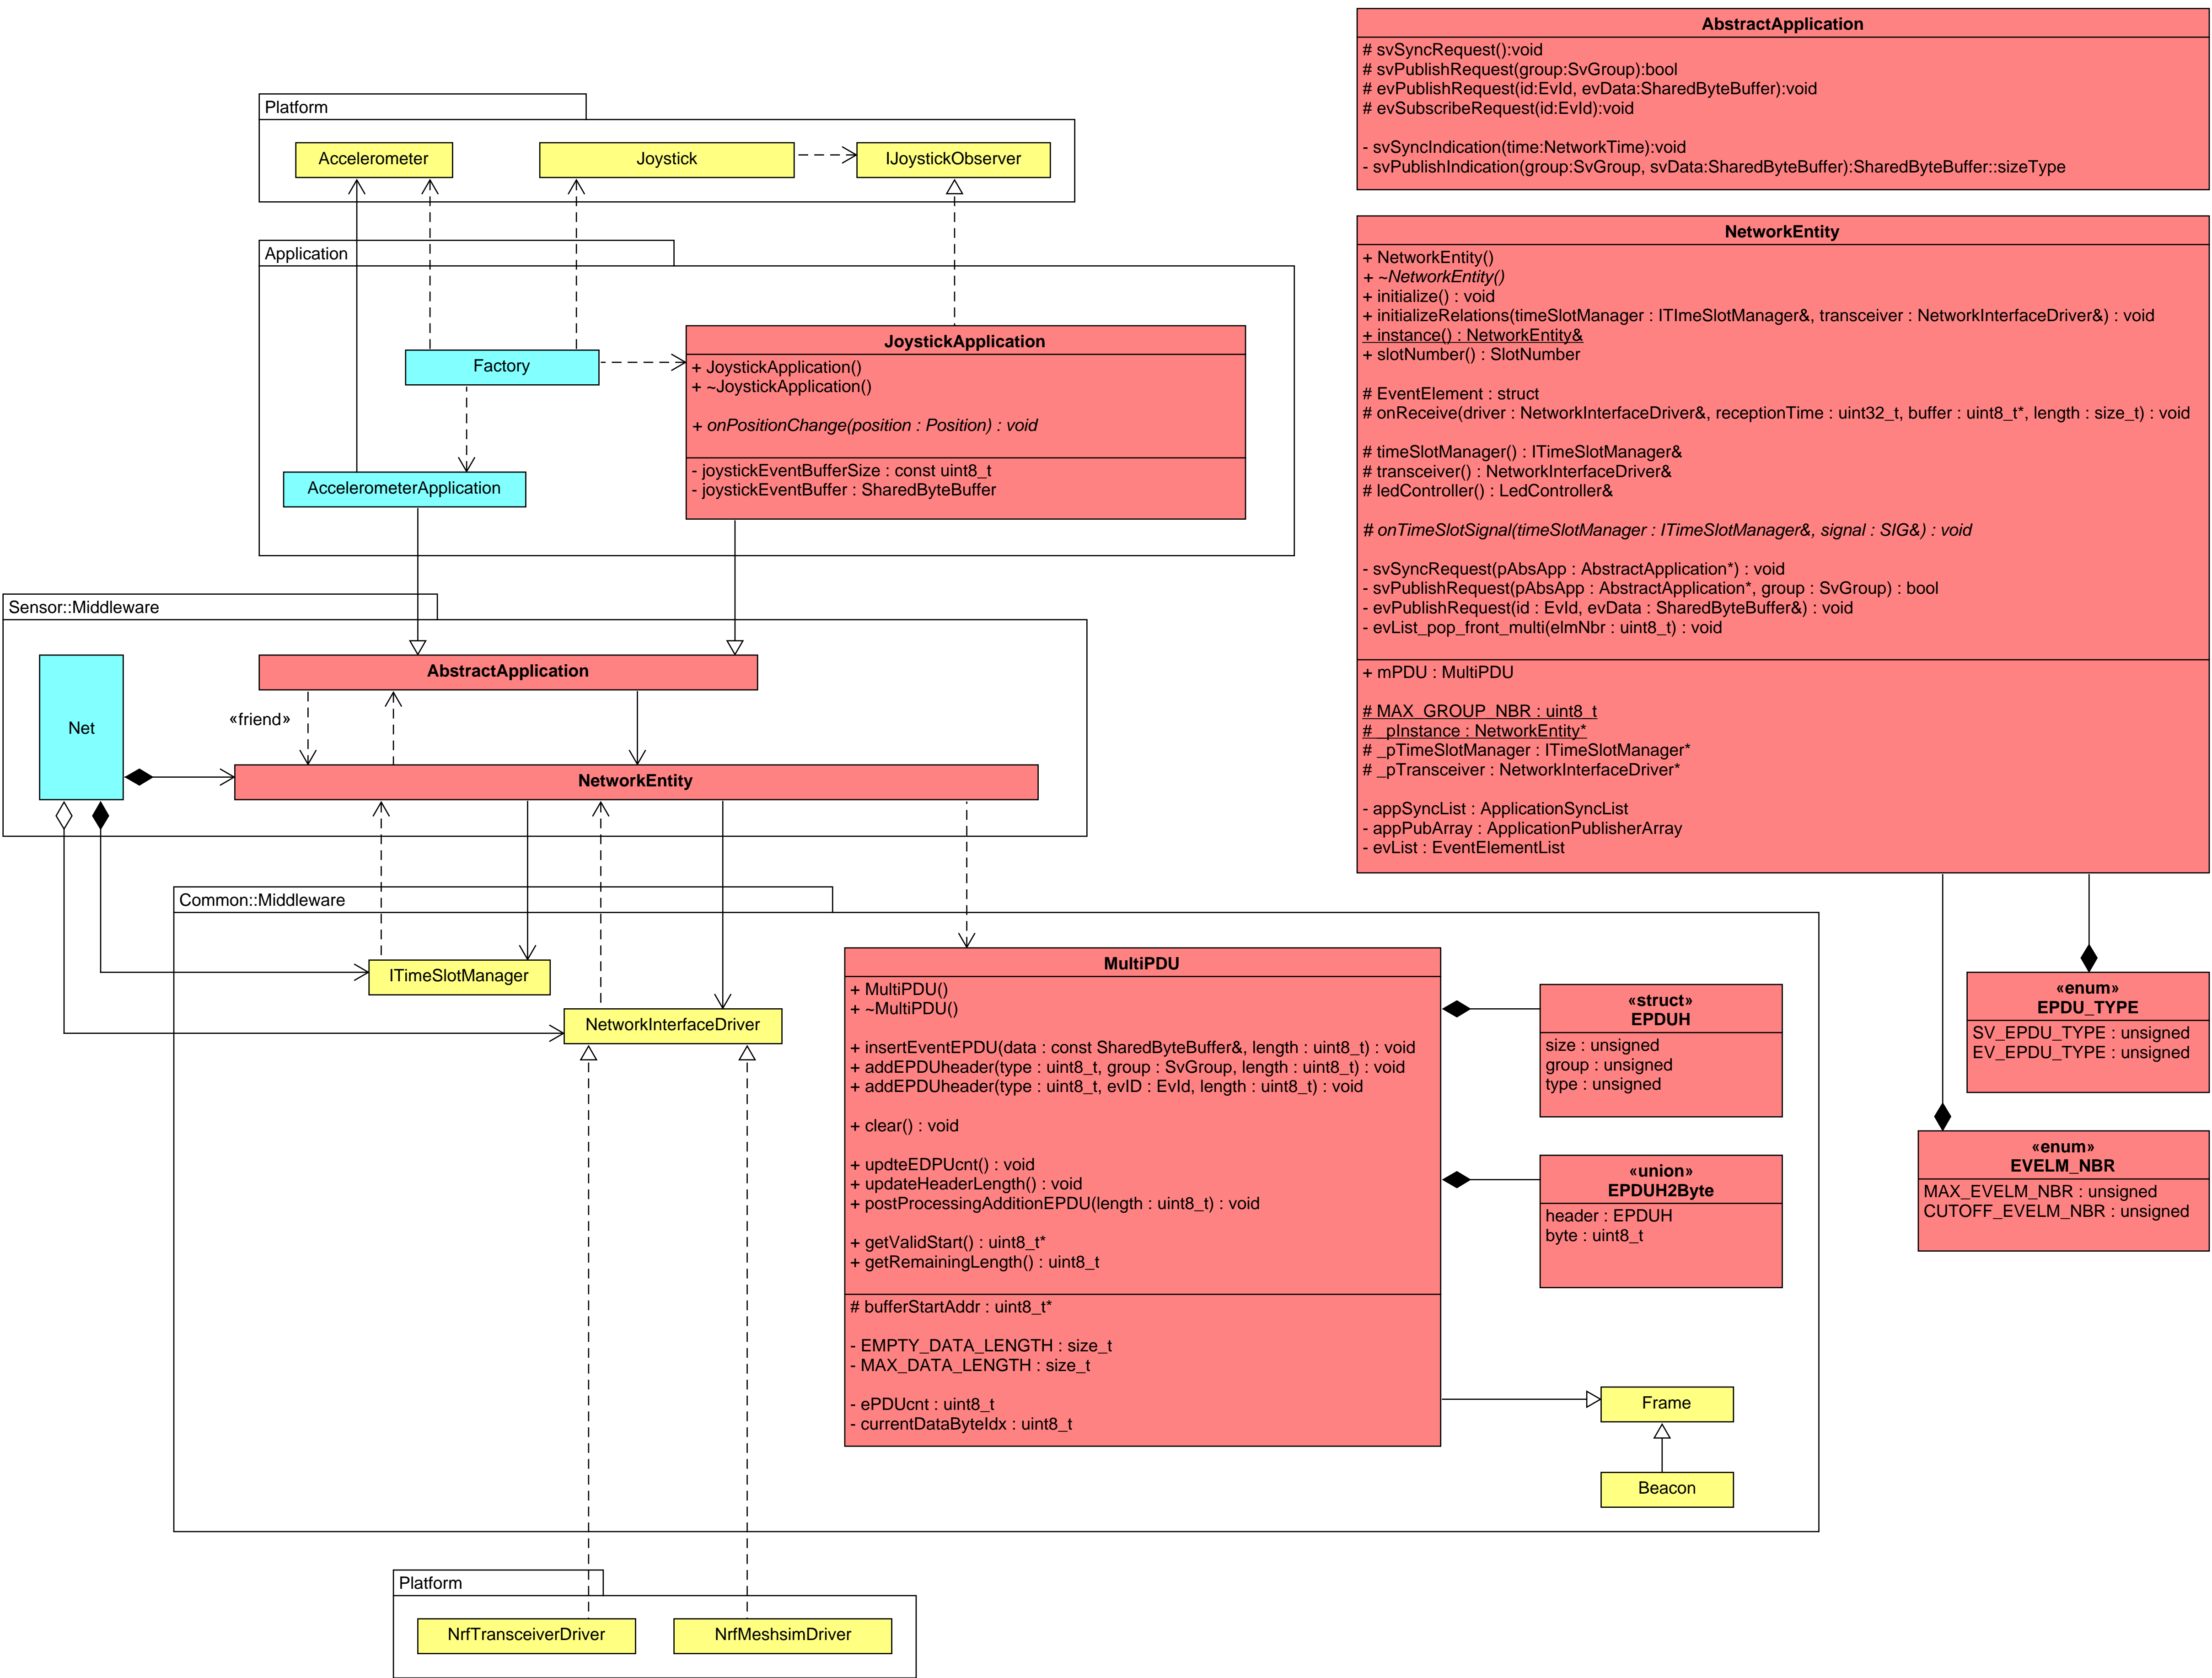 AbstractApplication
# svSyncRequest():void
# svPublishRequest(group:SvGroup):bool
# evPublishRequest(id:EvId, evData:SharedByteBuffer):void
# evSubscribeRequest(id:EvId):void
- svSyncIndication(time:NetworkTime):void
- svPublishIndication(group:SvGroup, svData:SharedByteBuffer):SharedByteBuffer::sizeType
Platform
Accelerometer
Joystick
IJoystickObserver
Application
Factory
JoystickApplication
+ JoystickApplication()
+ ~JoystickApplication()
+ onPositionChange(position : Position) : void
- joystickEventBufferSize : const uint8_t
- joystickEventBuffer : SharedByteBuffer
AccelerometerApplication
NetworkEntity
+ NetworkEntity()
+ ~NetworkEntity()
+ initialize() : void
+ initializeRelations(timeSlotManager : ITImeSlotManager&, transceiver : NetworkInterfaceDriver&) : void
+ instance() : NetworkEntity&
+ slotNumber() : SlotNumber
# EventElement : struct
# onReceive(driver : NetworkInterfaceDriver&, receptionTime : uint32_t, buffer : uint8_t*, length : size_t) : void
# timeSlotManager() : ITimeSlotManager&
# transceiver() : NetworkInterfaceDriver&
# ledController() : LedController&
# onTimeSlotSignal(timeSlotManager : ITimeSlotManager&, signal : SIG&) : void
- svSyncRequest(pAbsApp : AbstractApplication*) : void
- svPublishRequest(pAbsApp : AbstractApplication*, group : SvGroup) : bool
- evPublishRequest(id : EvId, evData : SharedByteBuffer&) : void
- evList_pop_front_multi(elmNbr : uint8_t) : void
+ mPDU : MultiPDU
# MAX_GROUP_NBR : uint8_t
# _pInstance : NetworkEntity*
# _pTimeSlotManager : ITimeSlotManager*
# _pTransceiver : NetworkInterfaceDriver*
- appSyncList : ApplicationSyncList
- appPubArray : ApplicationPublisherArray
- evList : EventElementList
Sensor::Middleware
Net
AbstractApplication
«friend»
NetworkEntity
Common::Middleware
ITimeSlotManager
NetworkInterfaceDriver
MultiPDU
+ MultiPDU()
+ ~MultiPDU()
+ insertEventEPDU(data : const SharedByteBuffer&, length : uint8_t) : void
+ addEPDUheader(type : uint8_t, group : SvGroup, length : uint8_t) : void
+ addEPDUheader(type : uint8_t, evID : EvId, length : uint8_t) : void
+ clear() : void
+ updteEDPUcnt() : void
+ updateHeaderLength() : void
+ postProcessingAdditionEPDU(length : uint8_t) : void
+ getValidStart() : uint8_t*
+ getRemainingLength() : uint8_t
# bufferStartAddr : uint8_t*
- EMPTY_DATA_LENGTH : size_t
- MAX_DATA_LENGTH : size_t
- ePDUcnt : uint8_t
- currentDataByteIdx : uint8_t
«struct»
EPDUH
size : unsigned
group : unsigned
type : unsigned
«union»
EPDUH2Byte
header : EPDUH
byte : uint8_t
Frame
Beacon
«enum»
EPDU_TYPE
SV_EPDU_TYPE : unsigned
EV_EPDU_TYPE : unsigned
«enum»
EVELM_NBR
MAX_EVELM_NBR : unsigned
CUTOFF_EVELM_NBR : unsigned
Platform
NrfTransceiverDriver
NrfMeshsimDriver